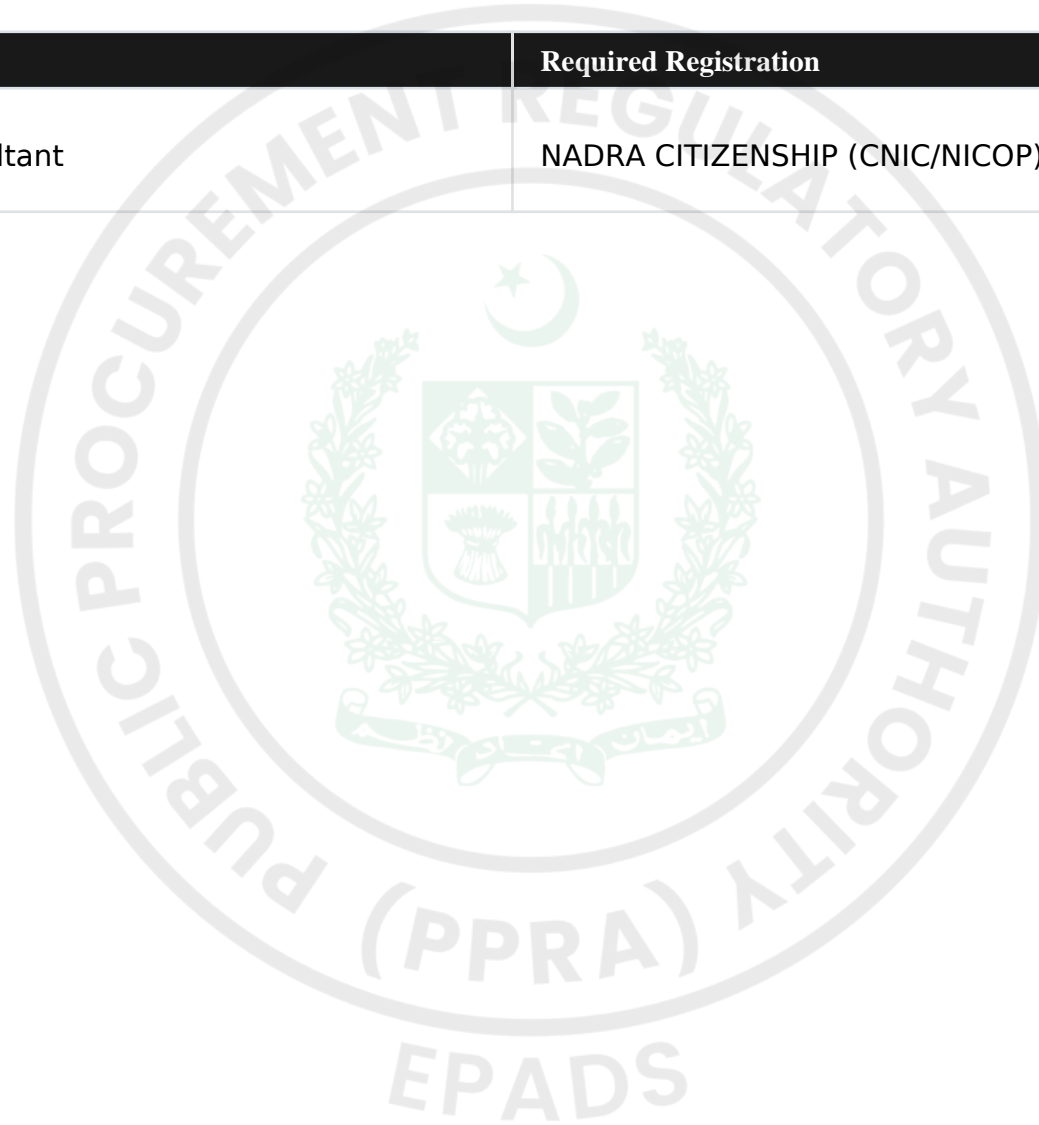 Required Registration
ltant
NADRA CITIZENSHIP (CNIC/NICOP)
PUBLIC PROCUREMENT REGULATORY AUTHORITY
(PPRA)
EPADS